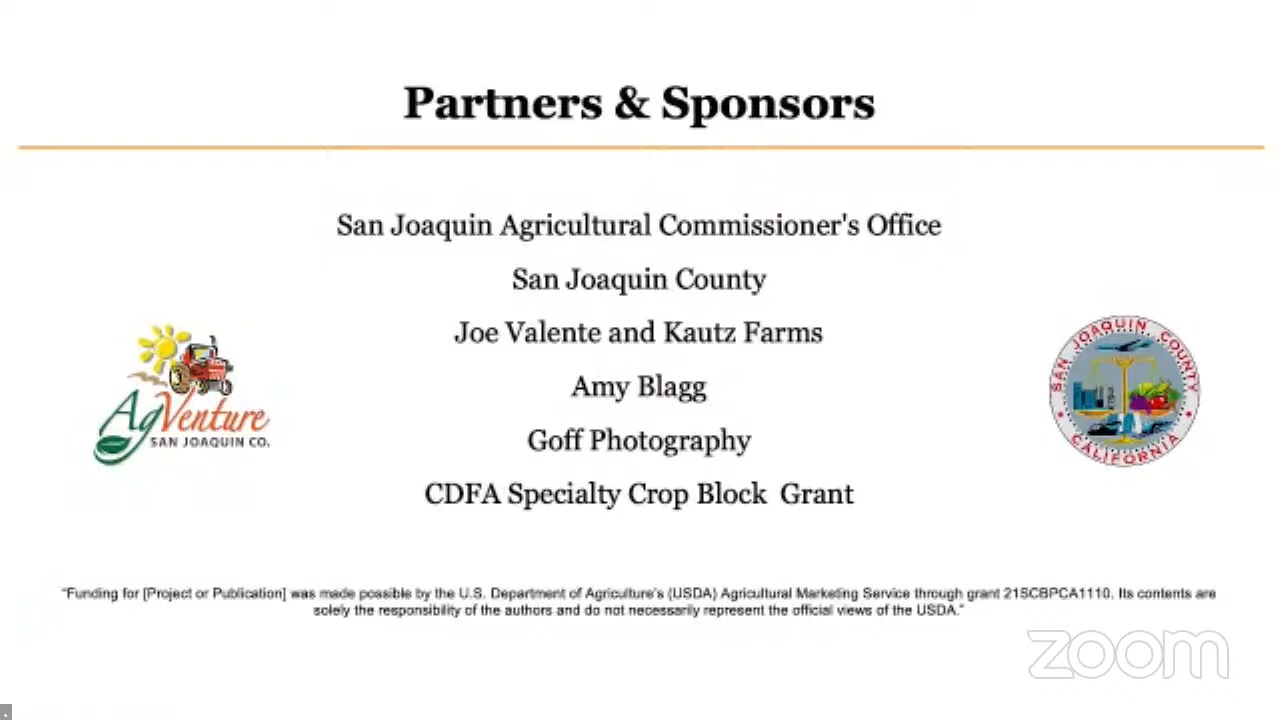 Partners & Sponsors
San Joaquin Agricultural Commissioner's Office
San Joaquin County
Joe Valente and Kautz Farms
Amy Blagg
Goff Photography
CDFA Specialty Crop Block  Grant
AgVenture
SAN JOAQUIN CO.
SAN JOAQUIN COUNTY
CALIFORNIA
"Funding for [Project or Publication] was made possible by the U.S. Department of Agriculture's (USDA) Agricultural Marketing Service through grant 21SCBPCA1110. Its contents are
solely the responsibility of the authors and do not necessarily represent the official views of the USDA."
zoom